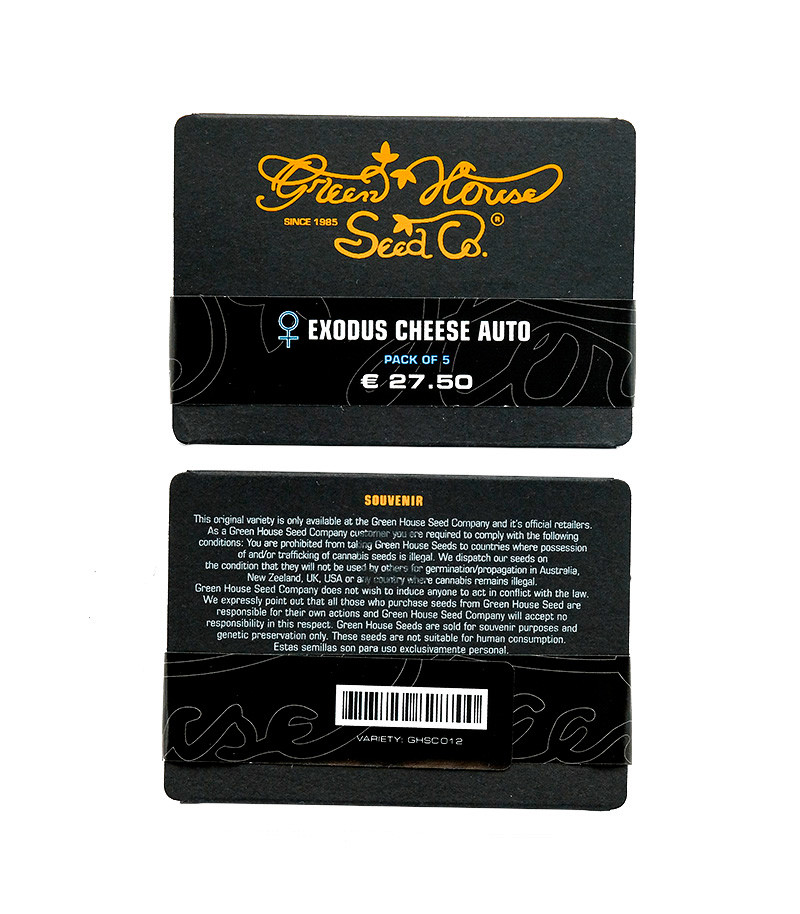 Green House
SINCE 1985
Seed Co. ®
EXODUS CHEESE AUTO
PACK OF 5
€ 27.50
SOUVENIR
This original variety is only available at the Green House Seed Company and it's official retailers.
As a Green House Seed Company customer you are required to comply with the following
conditions: You are prohibited from taking Green House Seeds to countries where possession
of and/or trafficking of cannabis seeds is illegal. We dispatch our seeds on
the condition that they will not be used by others for germination/propagation in Australia,
New Zeeland, UK, USA or any country where cannabis remains illegal.
Green House Seed Company does not wish to induce anyone to act in conflict with the law.
We expressly point out that all those who purchase seeds from Green House Seed are
responsible for their own actions and Green House Seed Company will accept no
responsibility in this respect. Green House Seeds are sold for souvenir purposes and
genetic preservation only. These seeds are not suitable for human consumption.
Estas semillas son para uso exclusivamente personal.
VARIETY: GHSC012